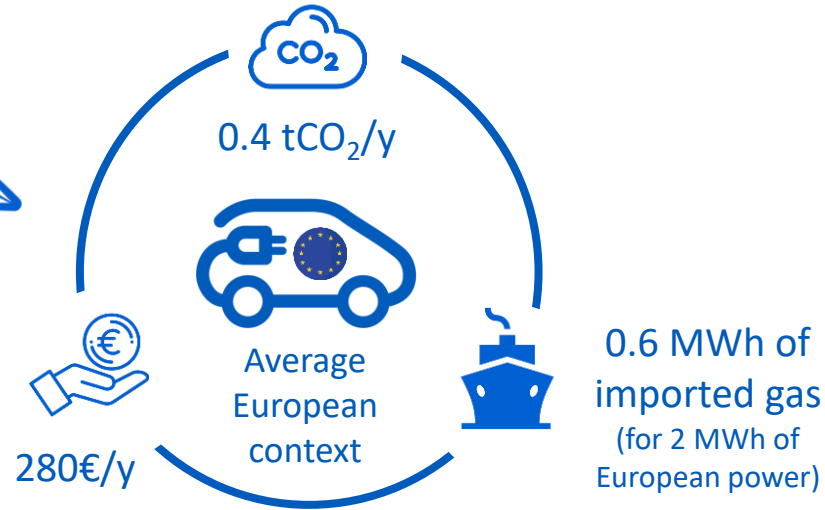 CO₂
0.4 tCO₂/y
Average
European
context
€
280€/y
0.6 MWh of
imported gas
(for 2 MWh of
European power)